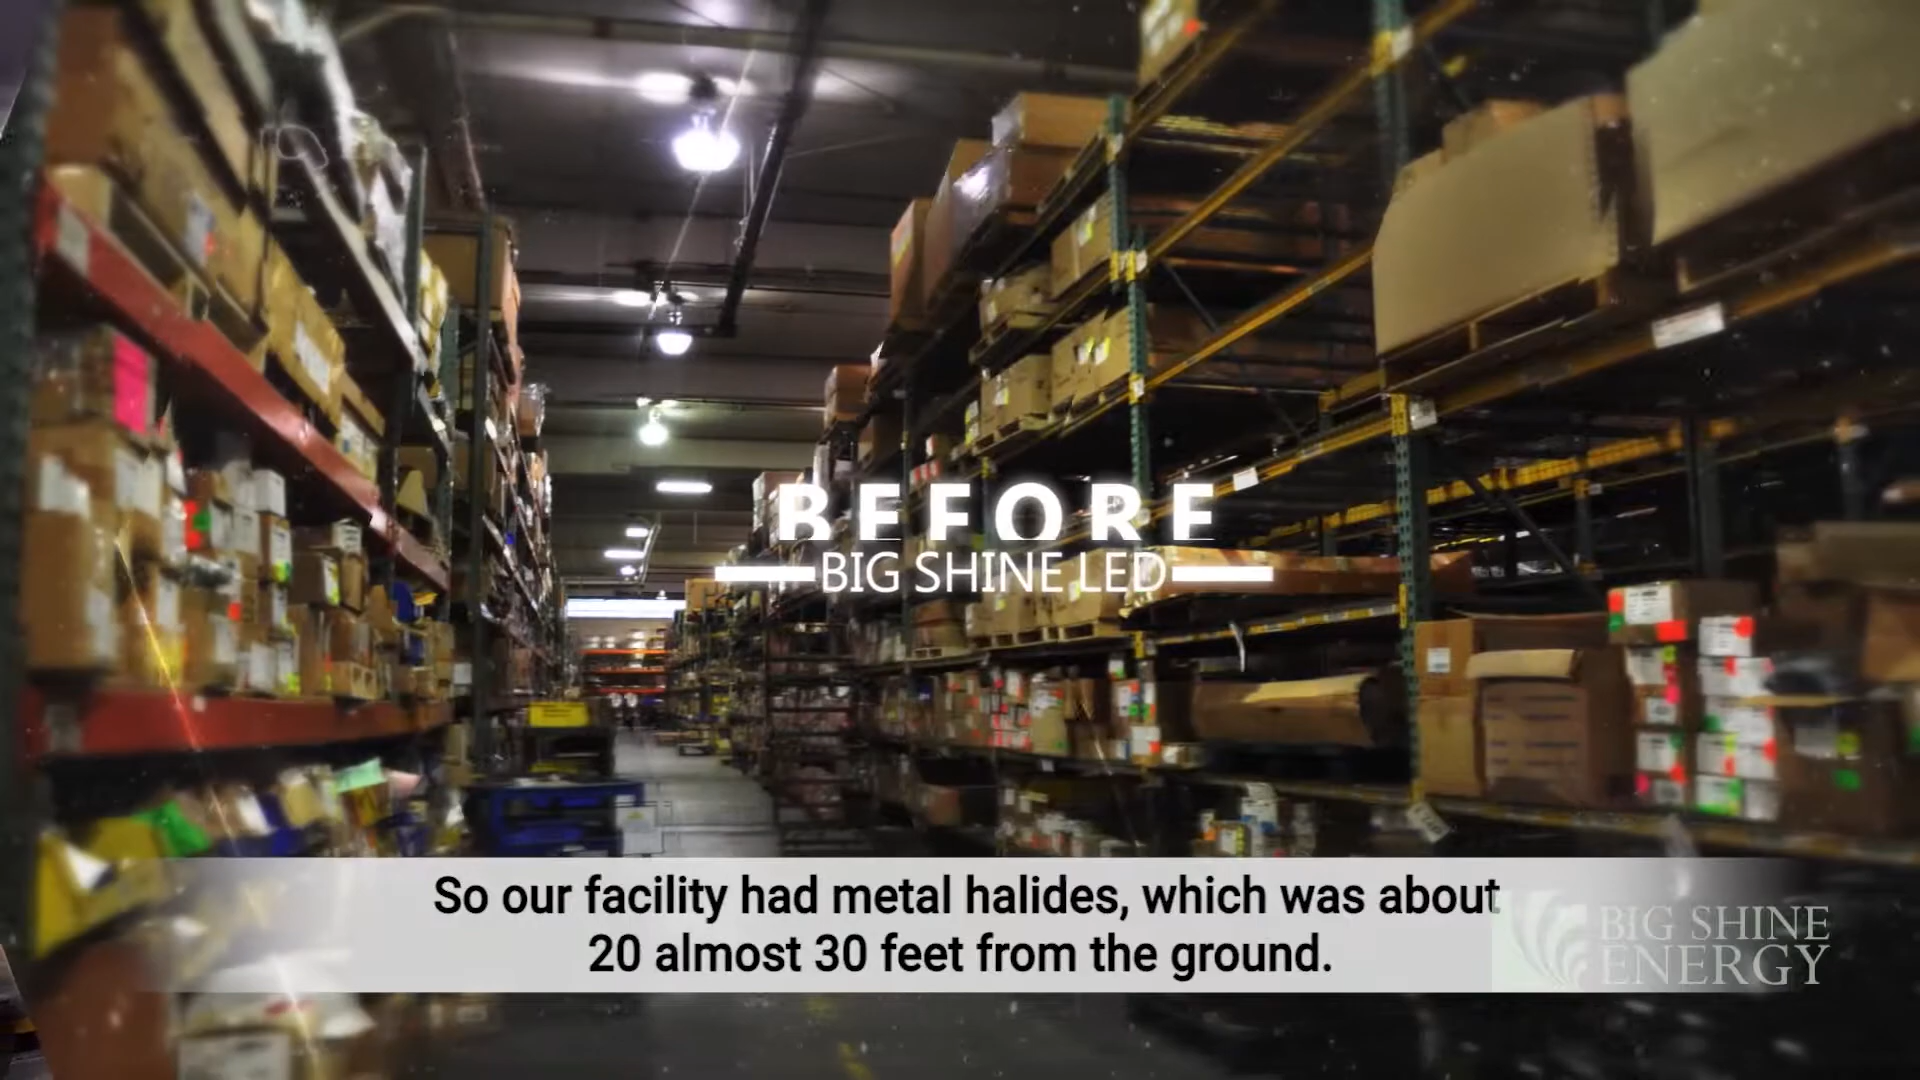 BEFORE
BIG SHINE LED
So our facility had metal halides, which was about
20 almost 30 feet from the ground.
BIG SHINE
ENERGY